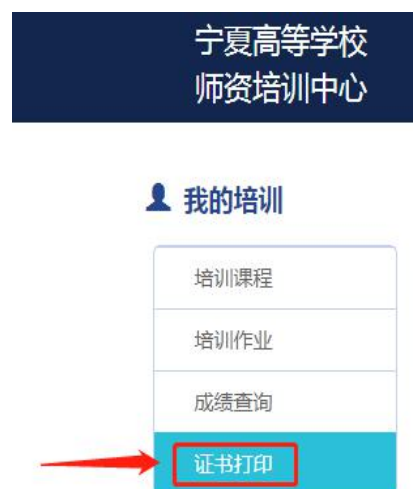 宁夏高等学校
师资培训中心
我的培训
培训课程
培训作业
成绩查询
证书打印